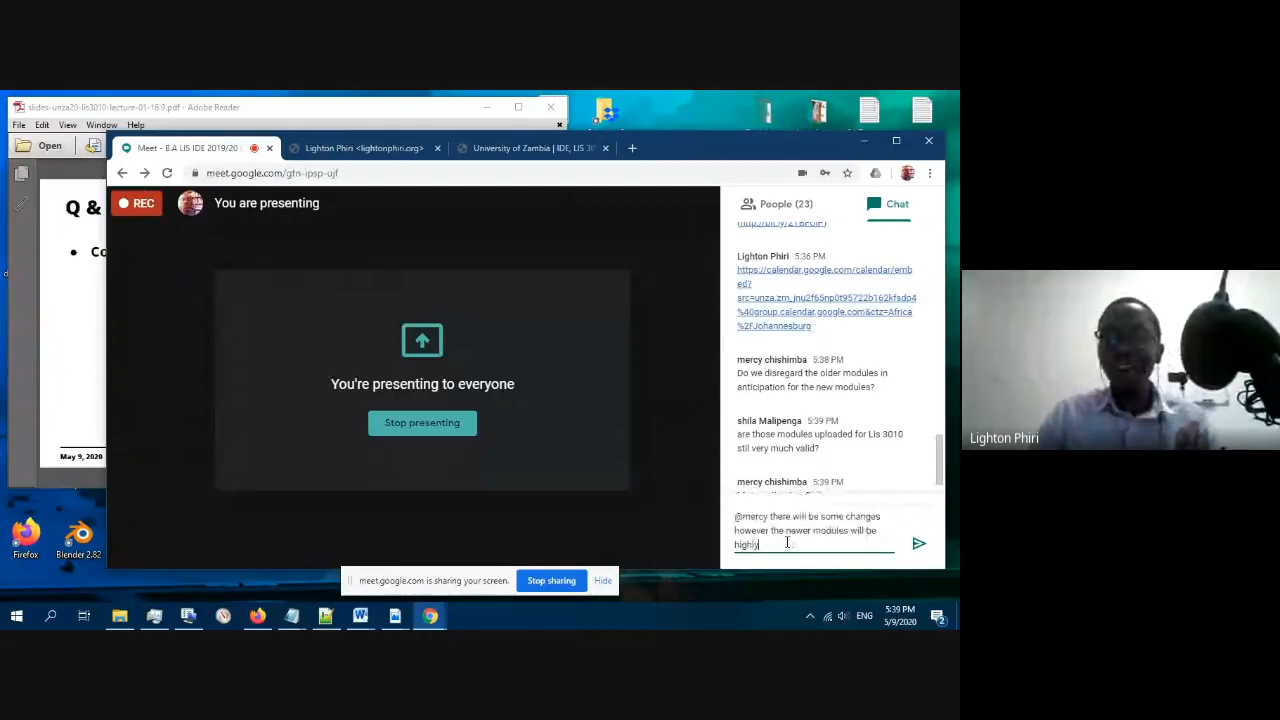 slides-unza20-lis3010-lecture-01-16.9.pdf - Adobe Reader
File Edit View Window Help
Open
Q &
Co
May 9, 2020
Meet - B.A LIS IDE 2019/20
Lighton Phiri <lightonphiri.org>
University of Zambia | IDE, LIS 30
meet.google.com/gtn-ipsp-ujf
REC
You are presenting
People (23)
Chat
Lighton Phiri 5:36 PM
https://calendar.google.com/calendar/emb
ed?
%40group.calendar.google.com&ctz=Africa
%2FJohannesburg
mercy chishimba 5:38 PM
Do we disregard the older modules in
anticipation for the new modules?
shila Malipenga 5:39 PM
are those modules uploaded for Lis 3010
stil very much valid?
mercy chishimba 5:39 PM
@mercy there will be some changes
however the newer modules will be
highly
You're presenting to everyone
Stop presenting
meet.google.com is sharing your screen.
Stop sharing
Hide
Firefox
Blender 2.82
ENG
5:39 PM
5/9/2020
2
Lighton Phiri